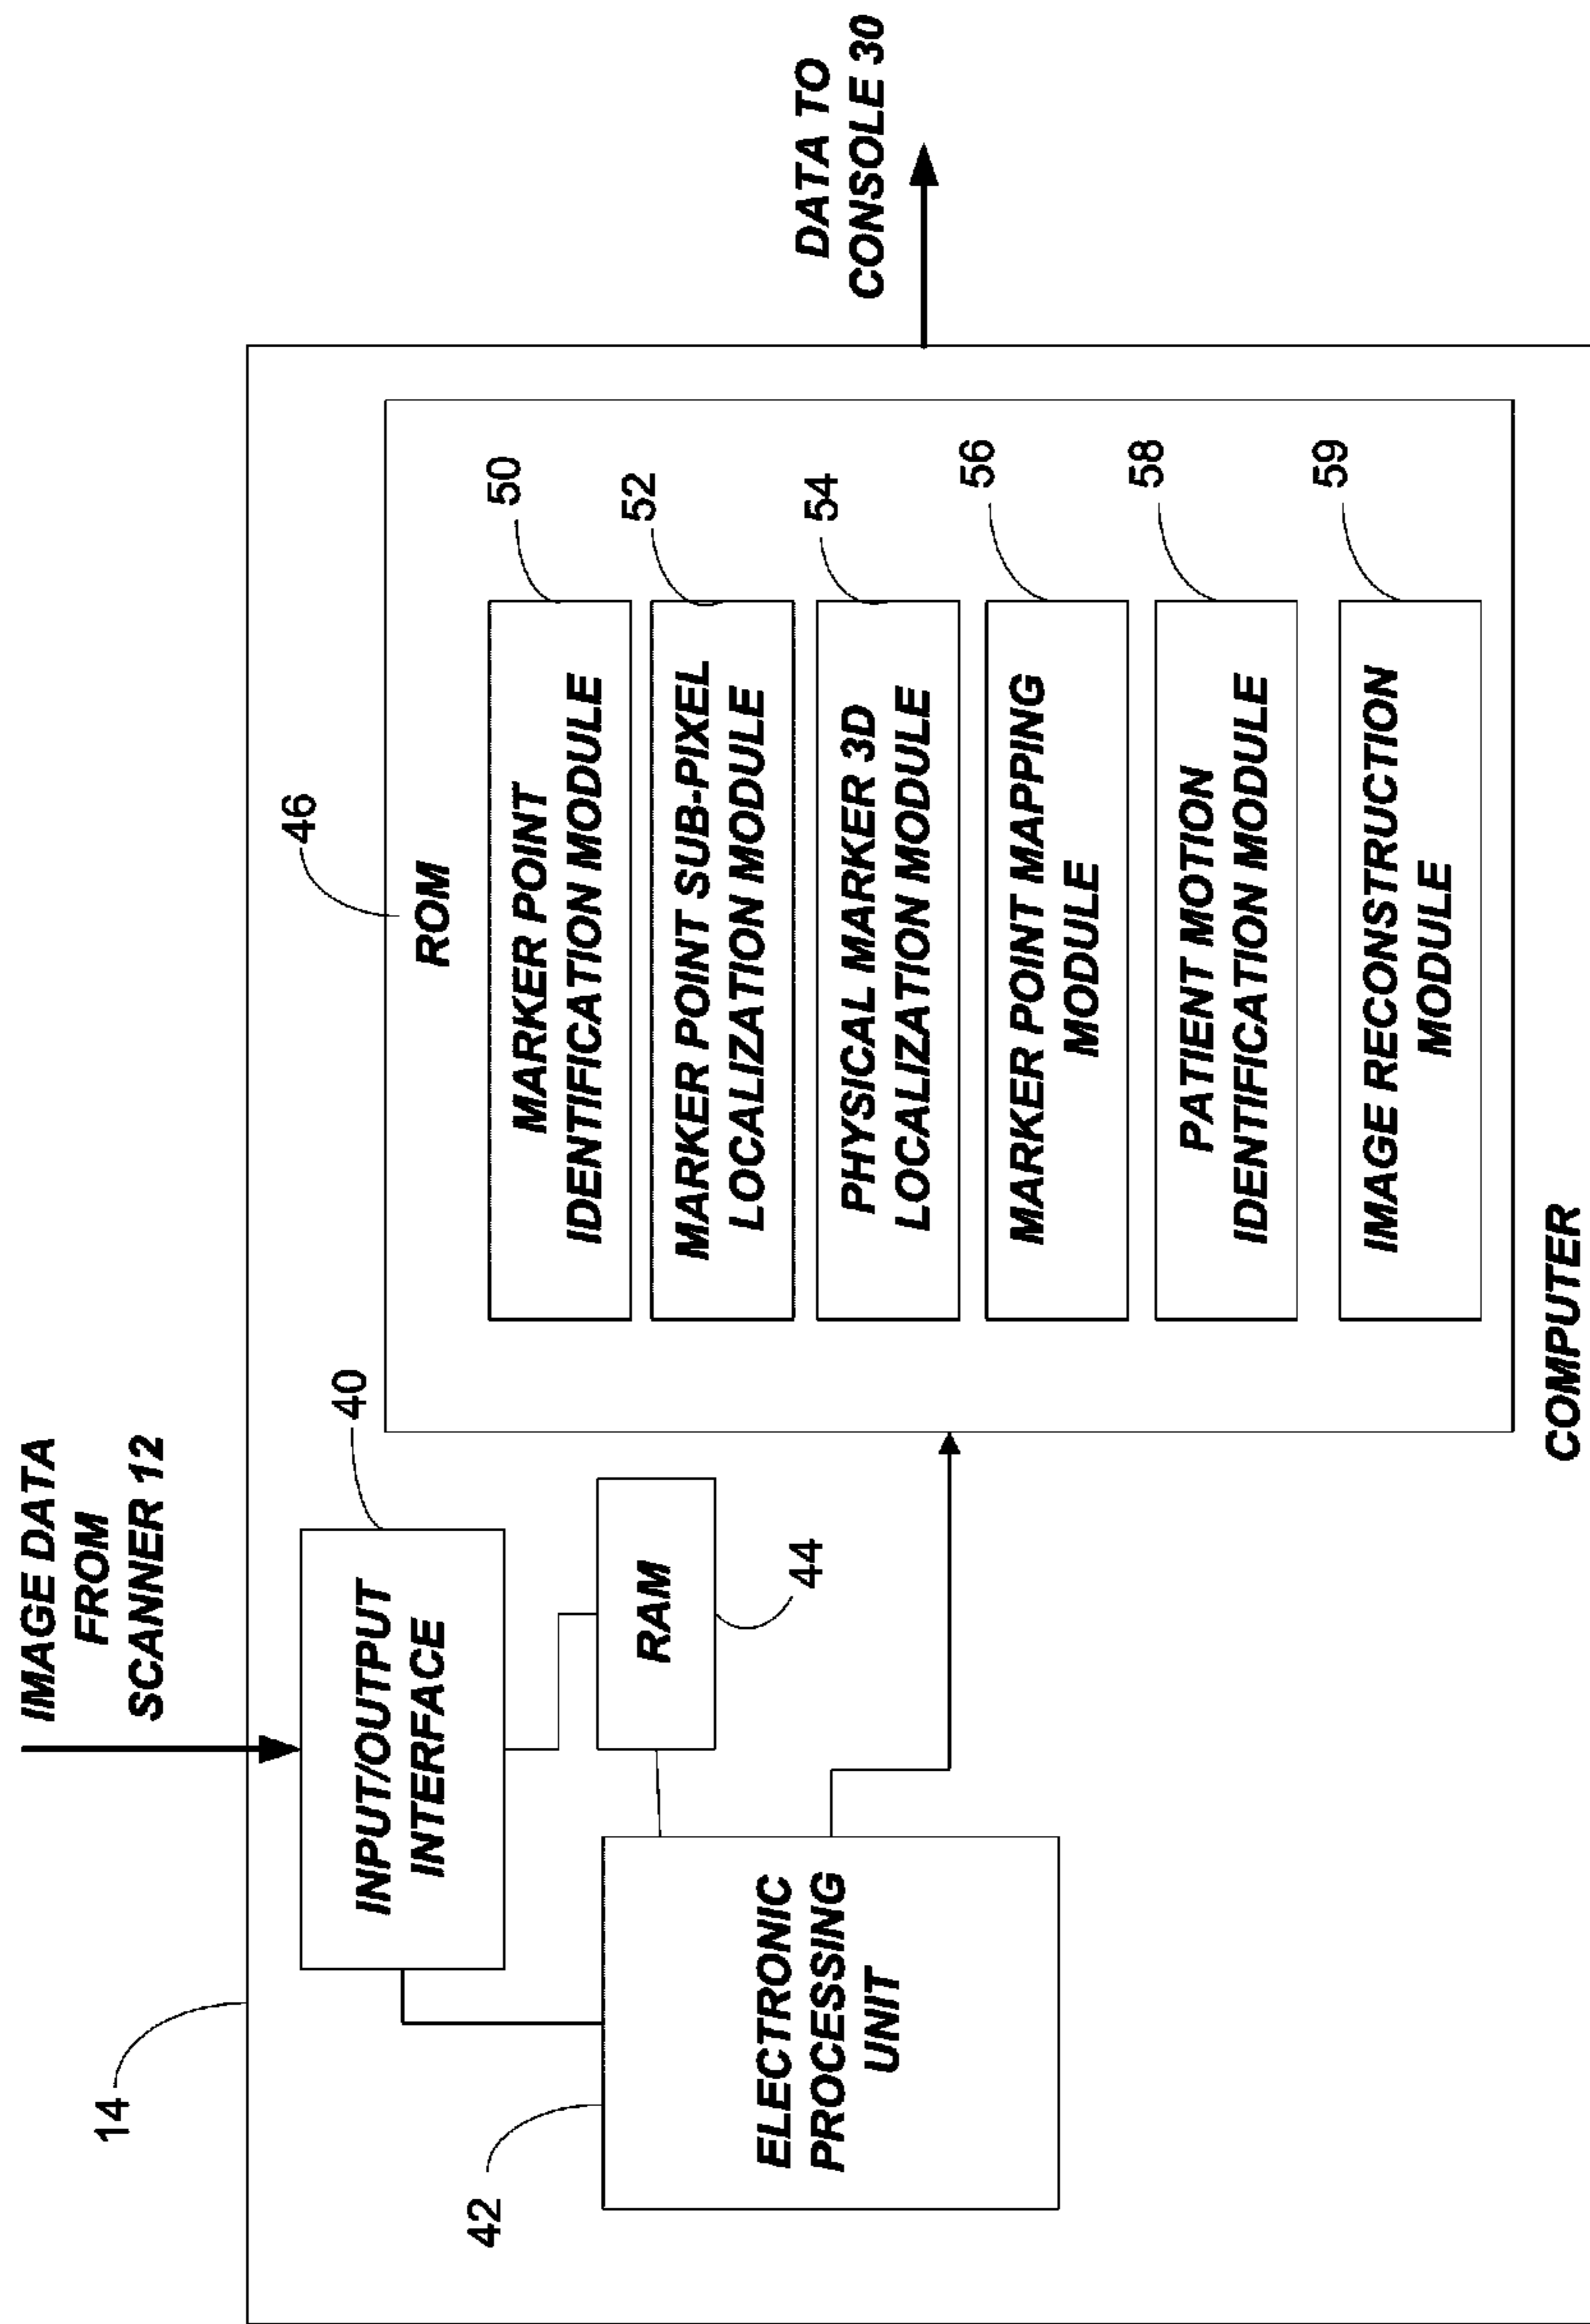 IMAGE DATA
FROM
SCANNER 12
14
40
INPUT/OUTPUT
INTERFACE
42
ELECTRONIC
PROCESSING
UNIT
RAM
44
46
ROM
MARKER POINT
IDENTIFICATION MODULE
50
MARKER POINT SUB-PIXEL
LOCALIZATION MODULE
52
PHYSICAL MARKER 3D
LOCALIZATION MODULE
54
MARKER POINT MAPPING
MODULE
56
PATIENT MOTION
IDENTIFICATION MODULE
58
IMAGE RECONSTRUCTION
MODULE
59
COMPUTER
DATA TO
CONSOLE 30